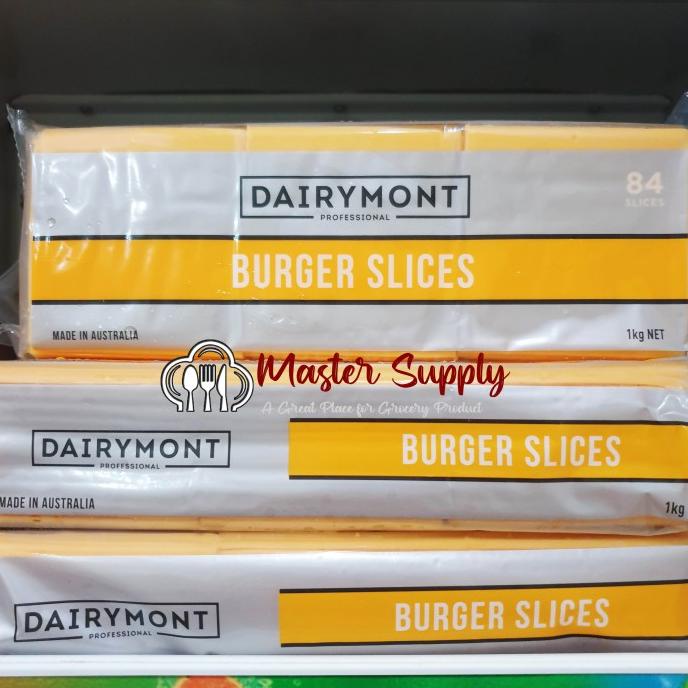 DAIRYMONT
PROFESSIONAL
84
SLICES
BURGER SLICES
MADE IN AUSTRALIA
1kg NET
Master Supply
A Great Place for Grocery Product
DAIRYMONT
PROFESSIONAL
BURGER SLICES
MADE IN AUSTRALIA
1kg
DAIRYMONT
PROFESSIONAL
BURGER SLICES